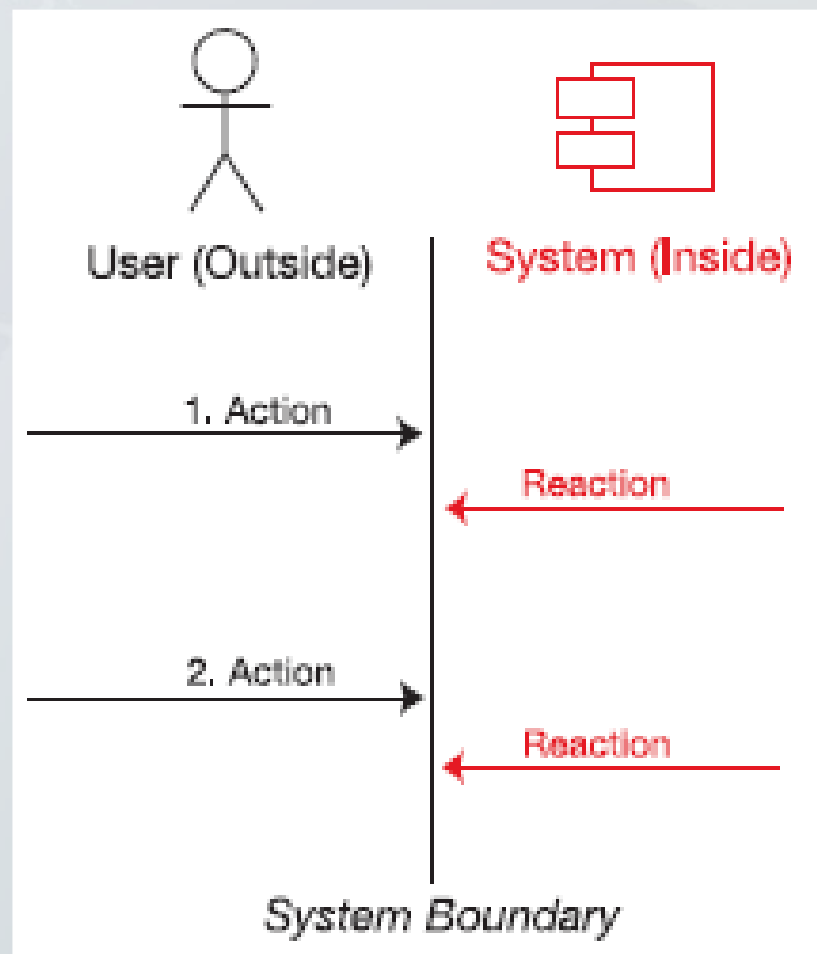 User (Outside)
System (Inside)
1. Action
Reaction
2. Action
Reaction
System Boundary